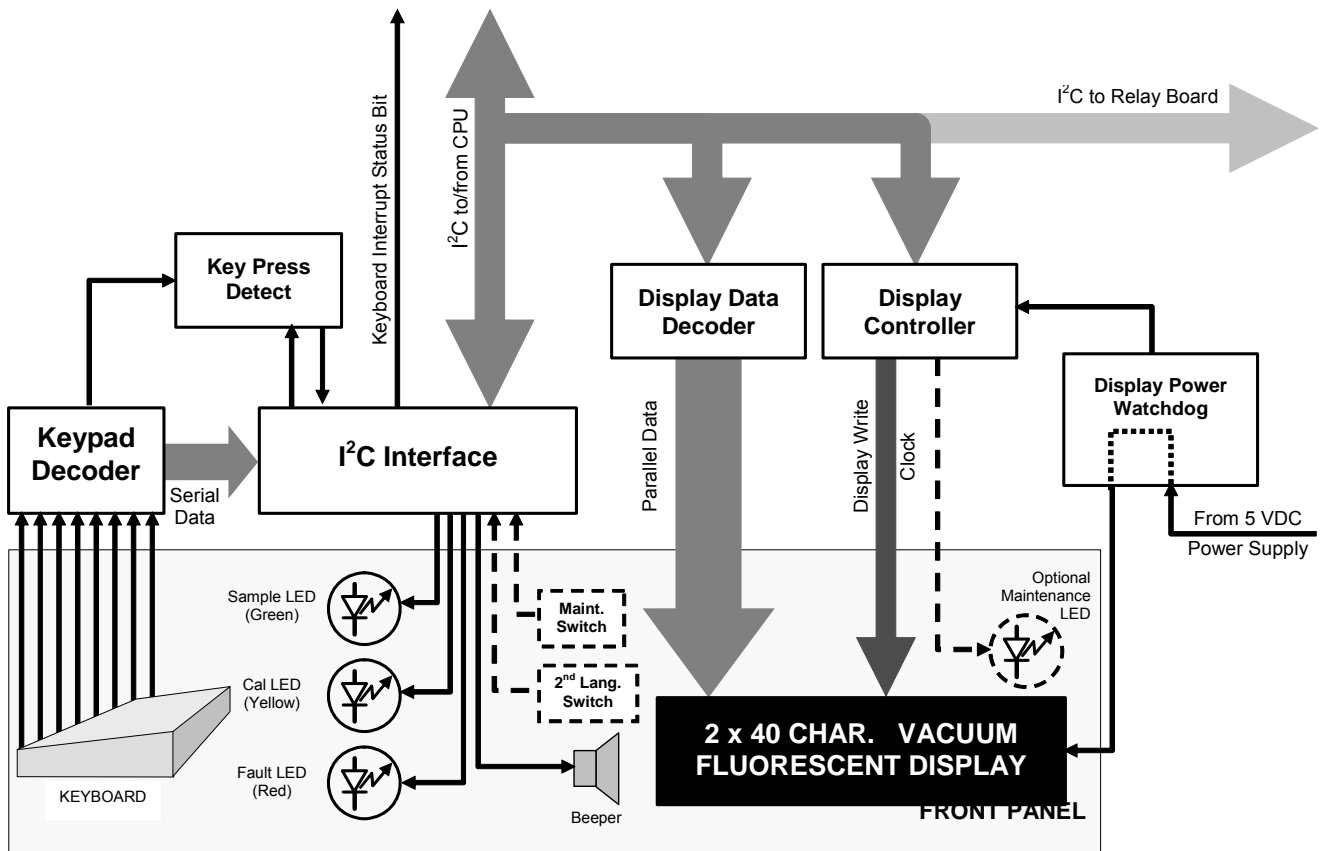 I²C to Relay Board
Keyboard Interrupt Status Bit
I²C to/from CPU
Key Press
Detect
Display Data
Decoder
Display
Controller
Display Power
Watchdog
Keypad
Decoder
I²C Interface
Serial
Data
Parallel Data
Display Write
Clock
From 5 VDC
Power Supply
Sample LED
(Green)
Maint.
Switch
Optional
Maintenance
LED
Cal LED
(Yellow)
2nd Lang.
Switch
2 x 40 CHAR. VACUUM
FLUORESCENT DISPLAY
Fault LED
(Red)
KEYBOARD
Beeper
FRONT PANEL